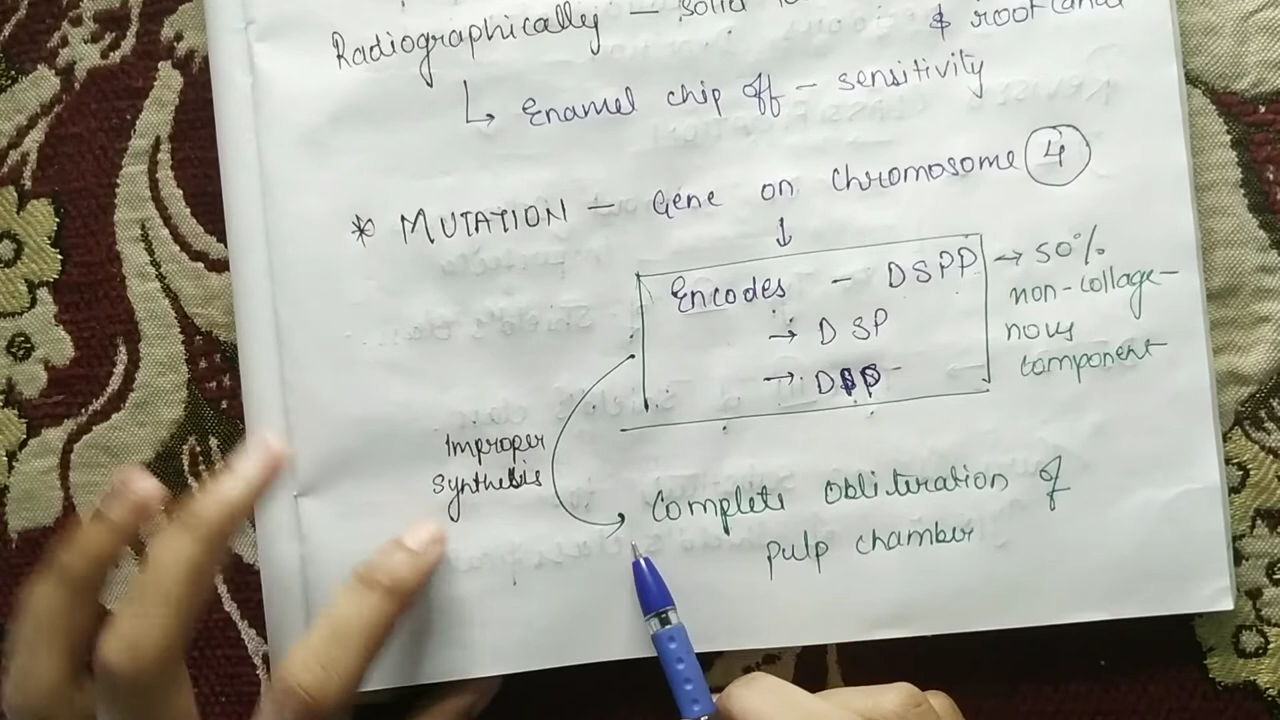 Radiographically — solid
& root canal
↳ Enamel chip off — sensitivity
* MUTATION — Gene on chromosome 4
↓
Encodes — DSPP → 50%
non-collage-
nous
component
→ DSP
→ DPP
Improper
synthesis
Complete obliteration of
pulp chamber